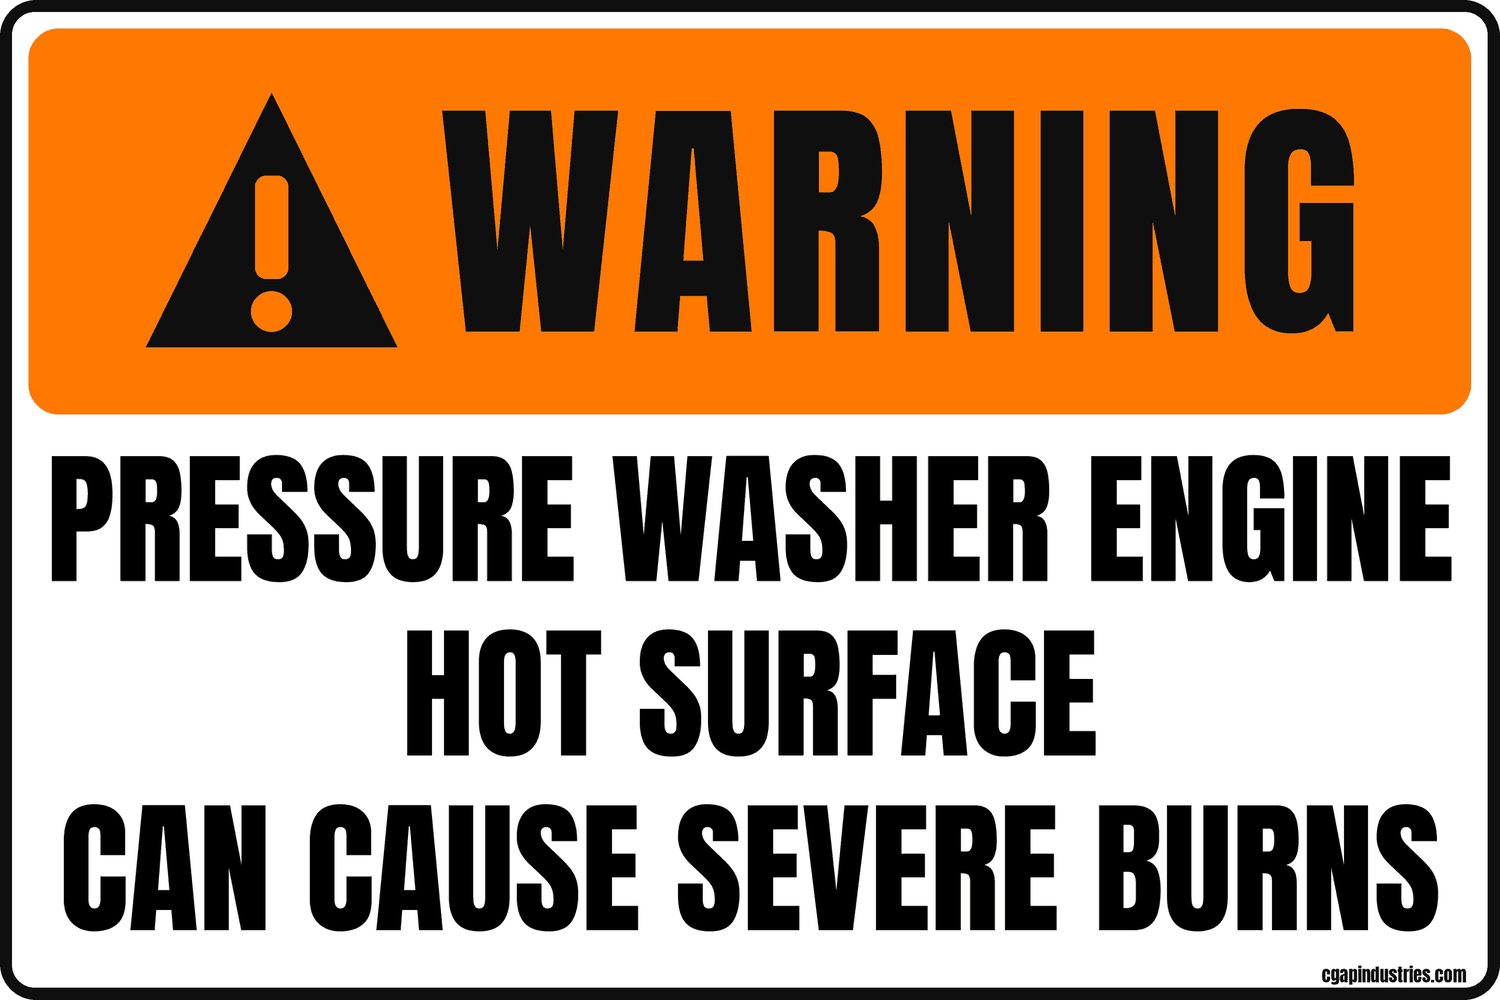 WARNING
PRESSURE WASHER ENGINE
HOT SURFACE
CAN CAUSE SEVERE BURNS
cgapindustries.com